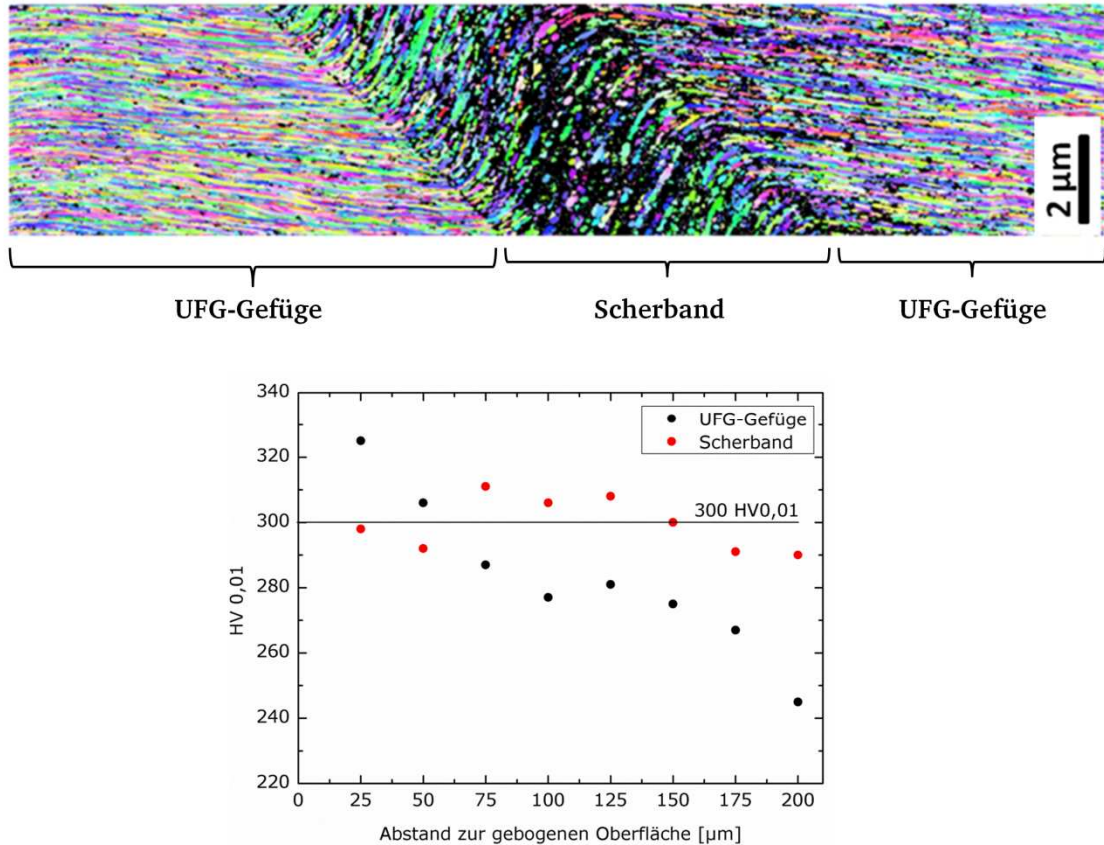 2 µm
UFG-Gefüge Scherband UFG-Gefüge
340
320
300
280
260
240
220
HV 0,01
UFG-Gefüge
Scherband
300 HV0,01
0 25 50 75 100 125 150 175 200
Abstand zur gebogenen Oberfläche [µm]